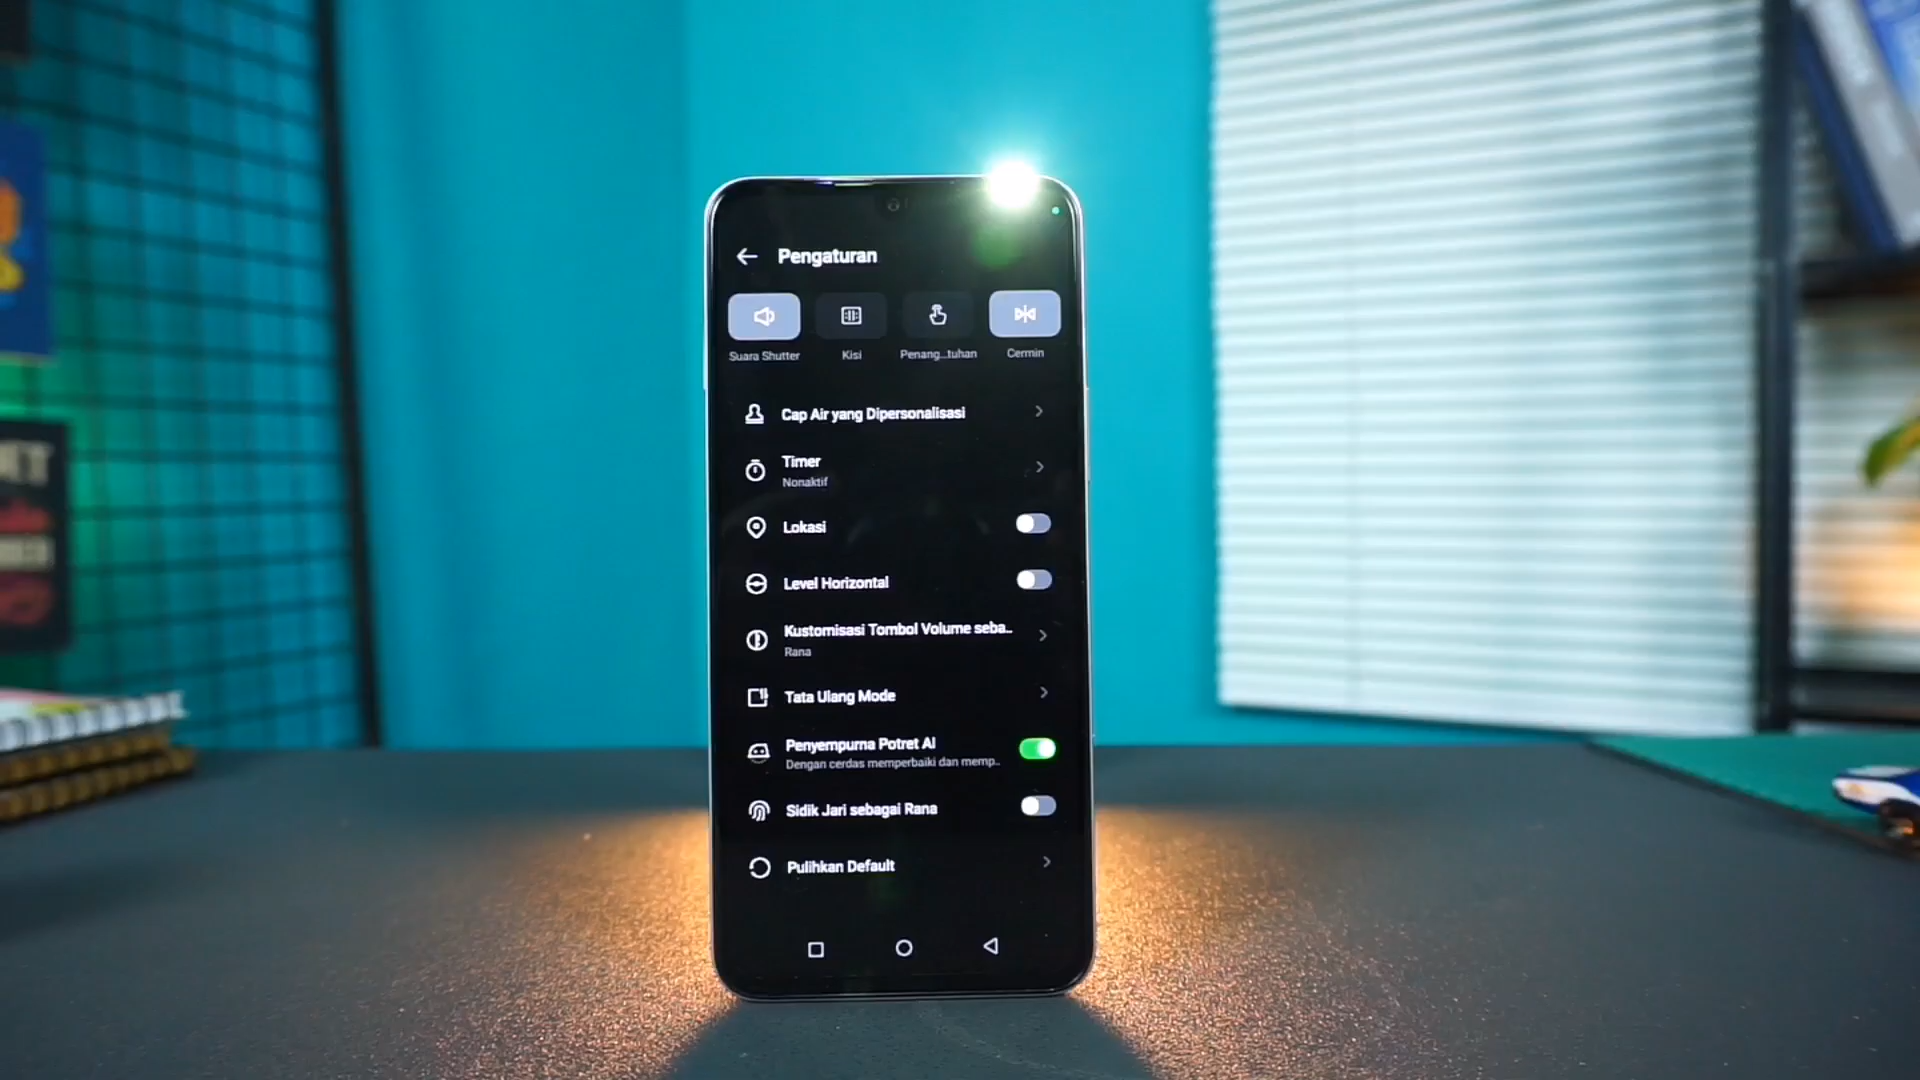 Pengaturan
Suara Shutter
Kisi
Penang...tuhan
Cermin
Cap Air yang Dipersonalisasi
Timer
Nonaktif
Lokasi
Level Horizontal
Kustomisasi Tombol Volume seba..
Rana
Tata Ulang Mode
Penyempurna Potret AI
Dengan cerdas memperbaiki dan memp..
Sidik Jari sebagai Rana
Pulihkan Default